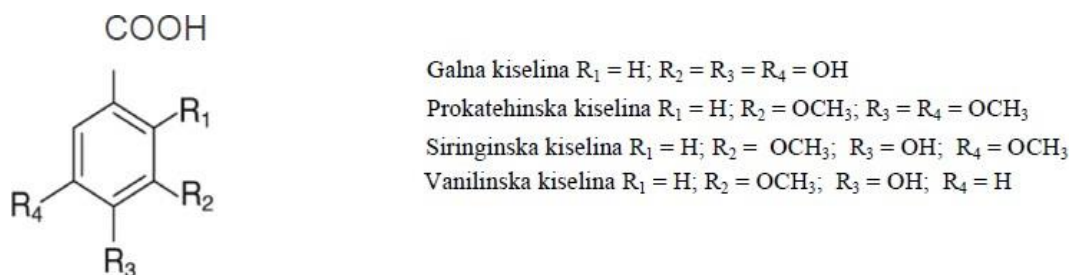 COOH
R₁
R₂
R₃
R₄
Galna kiselina R₁ = H; R₂ = R₃ = R₄ = OH
Prokatehinska kiselina R₁ = H; R₂ = OCH₃; R₃ = R₄ = OCH₃
Siringinska kiselina R₁ = H; R₂ = OCH₃; R₃ = OH; R₄ = OCH₃
Vanilinska kiselina R₁ = H; R₂ = OCH₃; R₃ = OH; R₄ = H